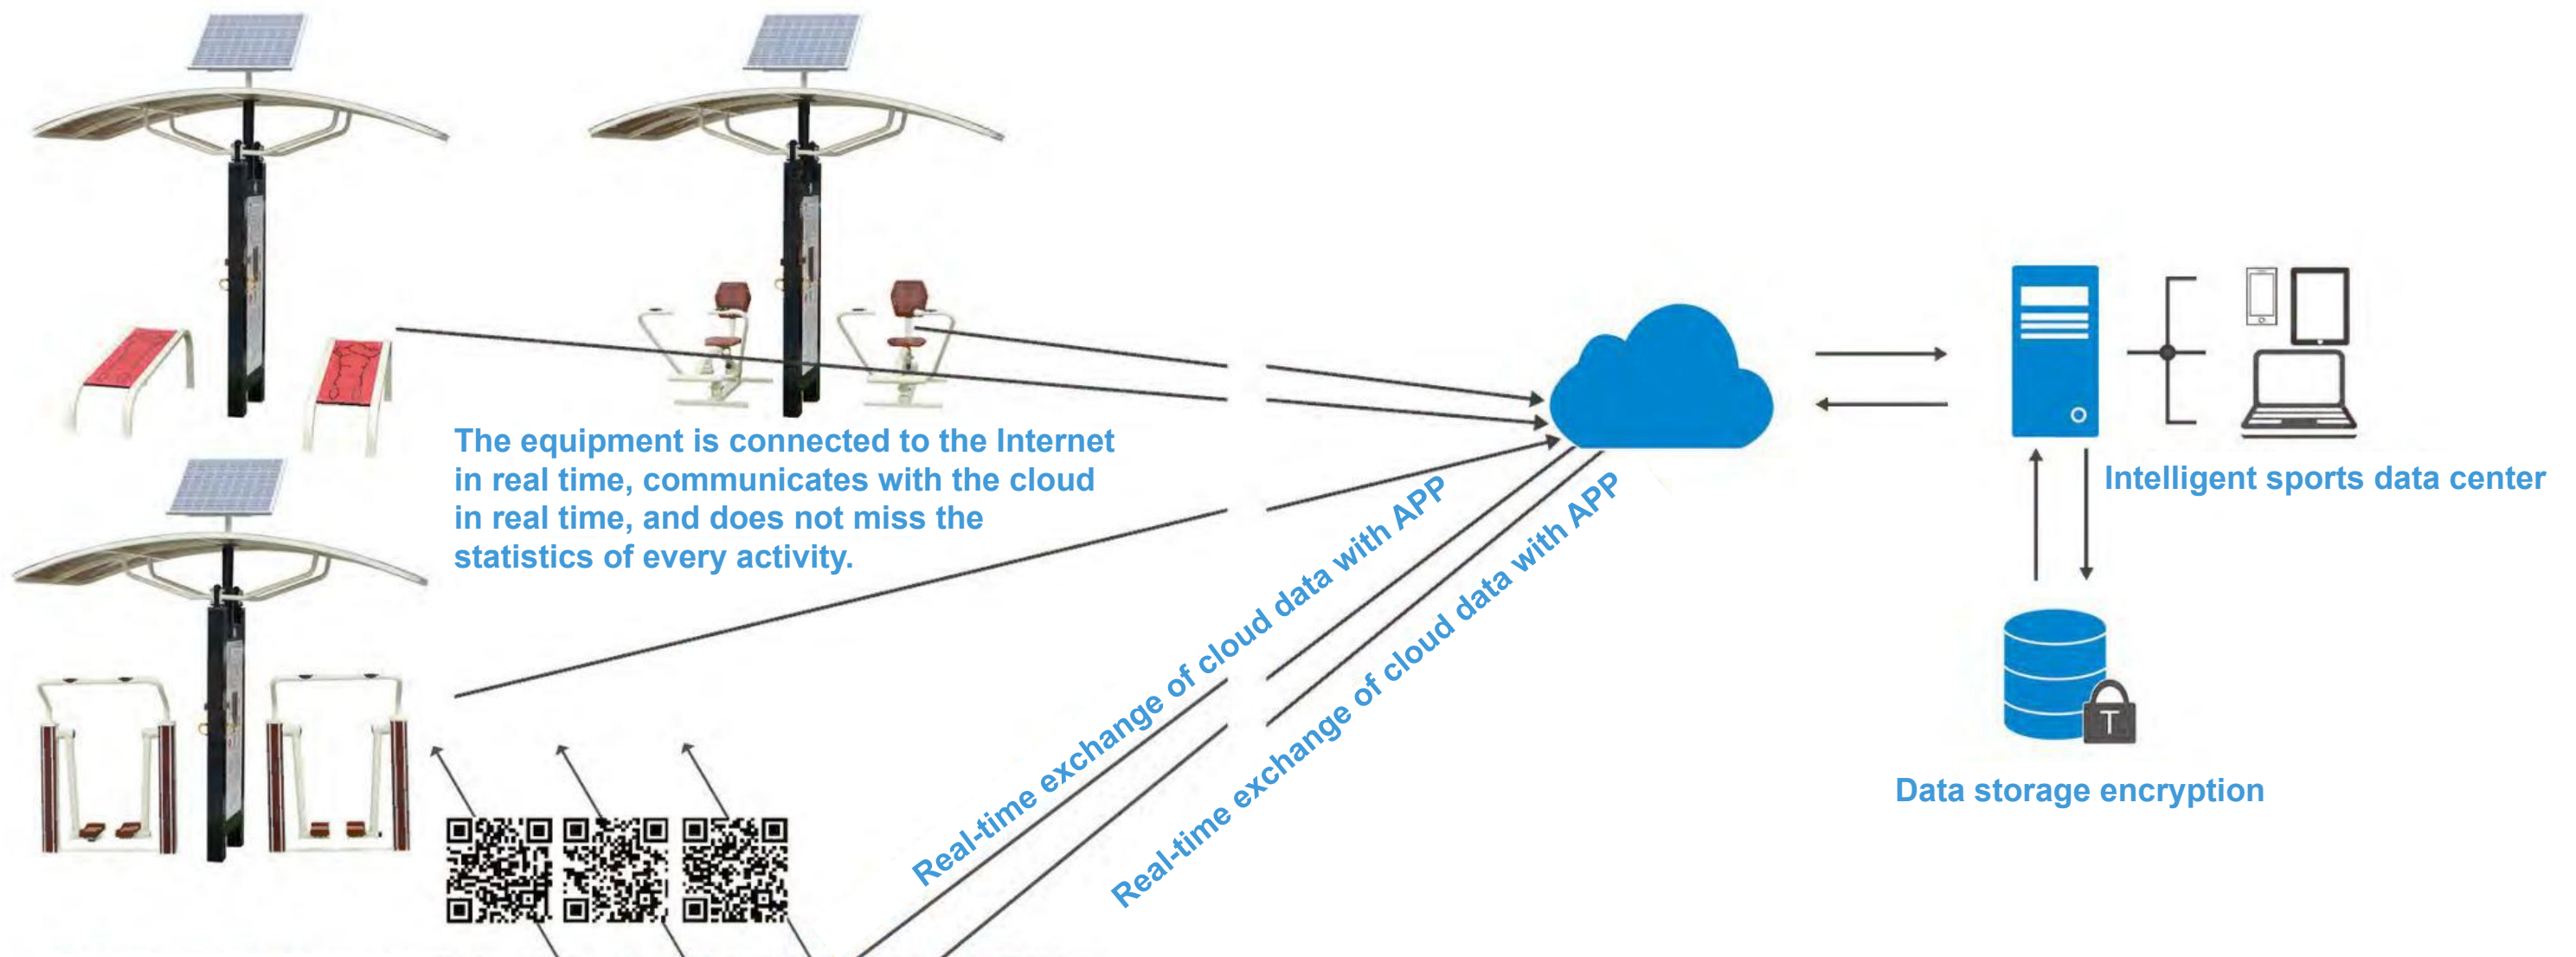 The equipment is connected to the Internet
in real time, communicates with the cloud
in real time, and does not miss the
statistics of every activity.
Real-time exchange of cloud data with APP
Real-time exchange of cloud data with APP
Intelligent sports data center
T
Data storage encryption